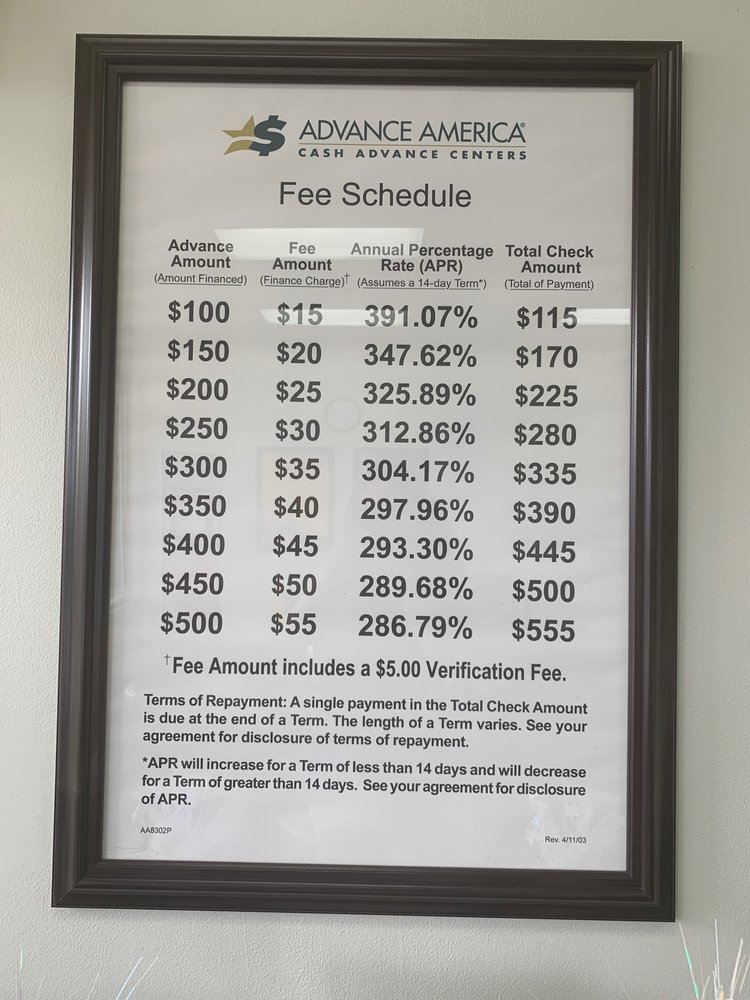 ADVANCE AMERICA®
CASH ADVANCE CENTERS
Fee Schedule
Advance Amount (Amount Financed) Fee Amount (Finance Charge)† Annual Percentage Rate (APR) (Assumes a 14-day Term*) Total Check Amount (Total of Payment)
$100 $15 391.07% $115
$150 $20 347.62% $170
$200 $25 325.89% $225
$250 $30 312.86% $280
$300 $35 304.17% $335
$350 $40 297.96% $390
$400 $45 293.30% $445
$450 $50 289.68% $500
$500 $55 286.79% $555
†Fee Amount includes a $5.00 Verification Fee.
Terms of Repayment: A single payment in the Total Check Amount
is due at the end of a Term. The length of a Term varies. See your
agreement for disclosure of terms of repayment.
*APR will increase for a Term of less than 14 days and will decrease
for a Term of greater than 14 days. See your agreement for disclosure
of APR.
AA8302P
Rev. 4/11/03